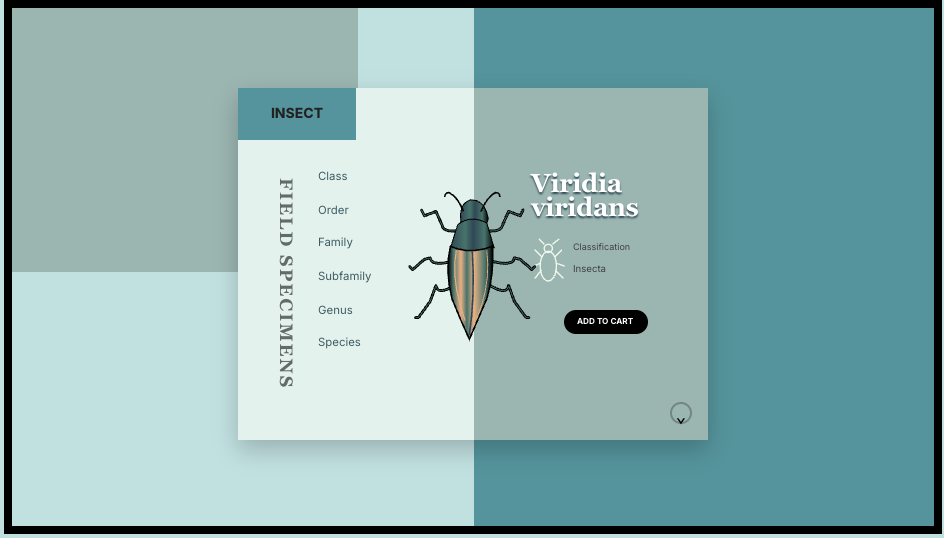 INSECT
FIELD SPECIMENS
Class
Order
Family
Subfamily
Genus
Species
Viridia
viridans
Classification
Insecta
ADD TO CART